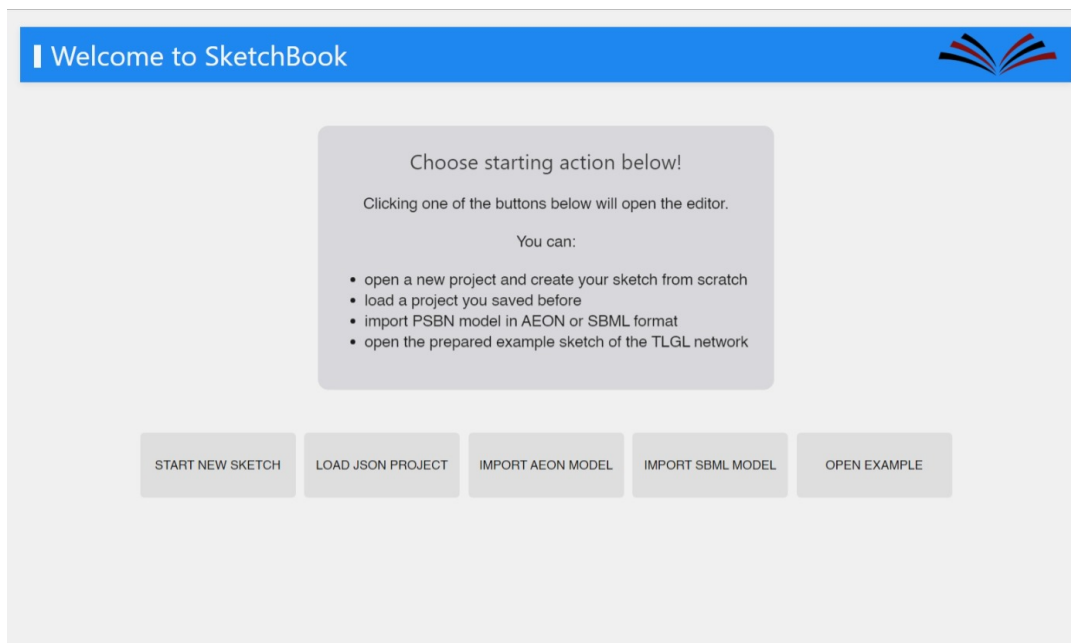 Welcome to SketchBook
Choose starting action below!
Clicking one of the buttons below will open the editor.
You can:
• open a new project and create your sketch from scratch
• load a project you saved before
• import PSBN model in AEON or SBML format
• open the prepared example sketch of the TLGL network
START NEW SKETCH
LOAD JSON PROJECT
IMPORT AEON MODEL
IMPORT SBML MODEL
OPEN EXAMPLE